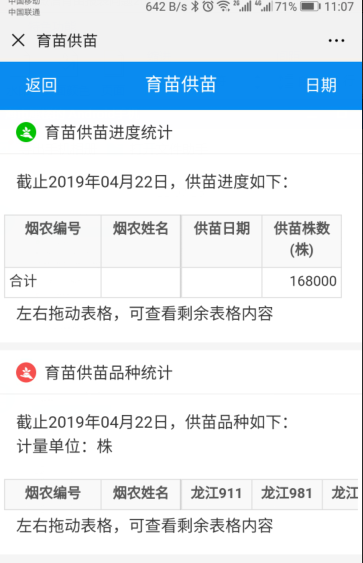 中国移动
中国联通
642 B/s 2G 4G 71% 11:07
育苗供苗
返回 育苗供苗 日期
育苗供苗进度统计
截止2019年04月22日，供苗进度如下：
烟农编号 烟农姓名 供苗日期 供苗株数
(株)
合计 168000
左右拖动表格，可查看剩余表格内容
育苗供苗品种统计
截止2019年04月22日，供苗品种如下：
计量单位：株
烟农编号 烟农姓名 龙江911 龙江981 龙江
左右拖动表格，可查看剩余表格内容